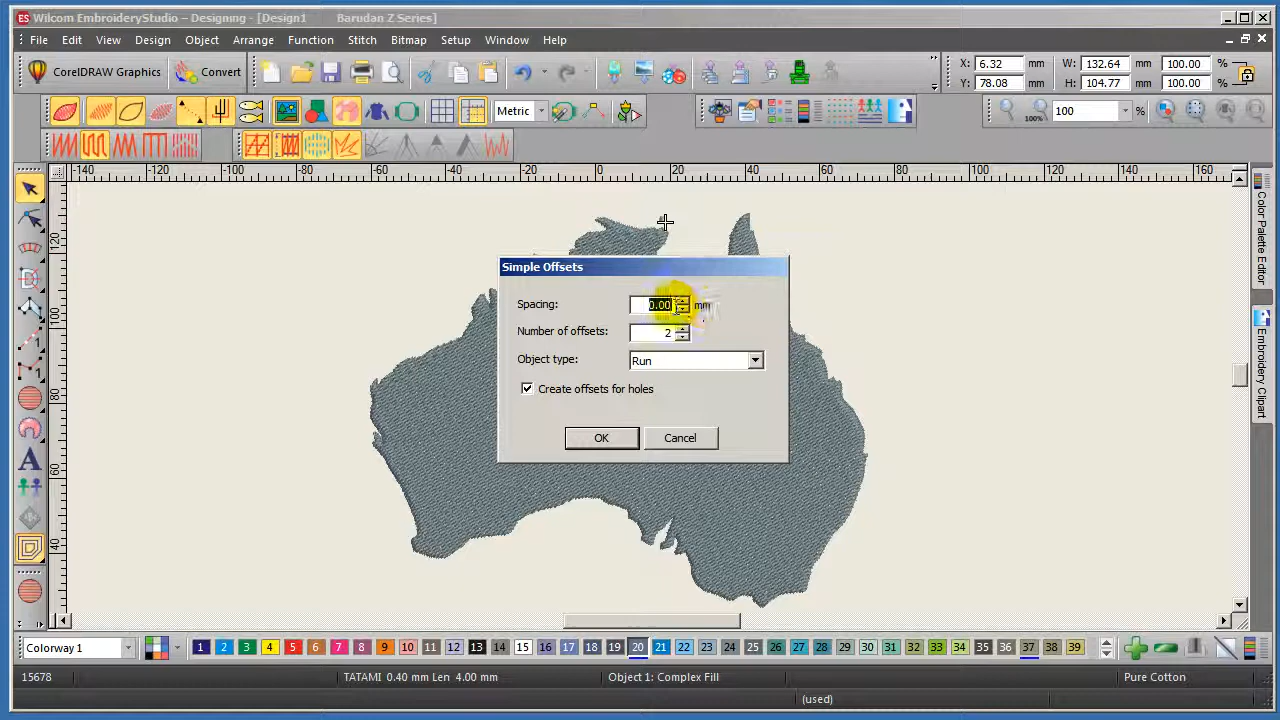 Wilcom EmbroideryStudio – Designing - [Design1 Barudan Z Series]
File Edit View Design Object Arrange Function Stitch Bitmap Setup Window Help
CorelDRAW Graphics Convert X: 6.32 mm W: 132.64 mm 100.00 %
Y: 78.08 mm H: 104.77 mm 100.00 %
Metric 100% 100 %
-140 -100 -80 -60 -40 -20 0 20 40 60 80 100 120 140 160
120
100
80
60
40
Color Palette Editor
Embroidery Clipart
Simple Offsets
Spacing: 0.00 mm
Number of offsets: 2
Object type: Run
Create offsets for holes
OK Cancel
A
Colorway 1 1 2 3 4 5 6 7 8 9 10 11 12 13 14 15 16 17 18 19 20 21 22 23 24 25 26 27 28 29 30 31 32 33 34 35 36 37 38 39
15678 TATAMI 0.40 mm Len 4.00 mm Object 1: Complex Fill Pure Cotton
(used)